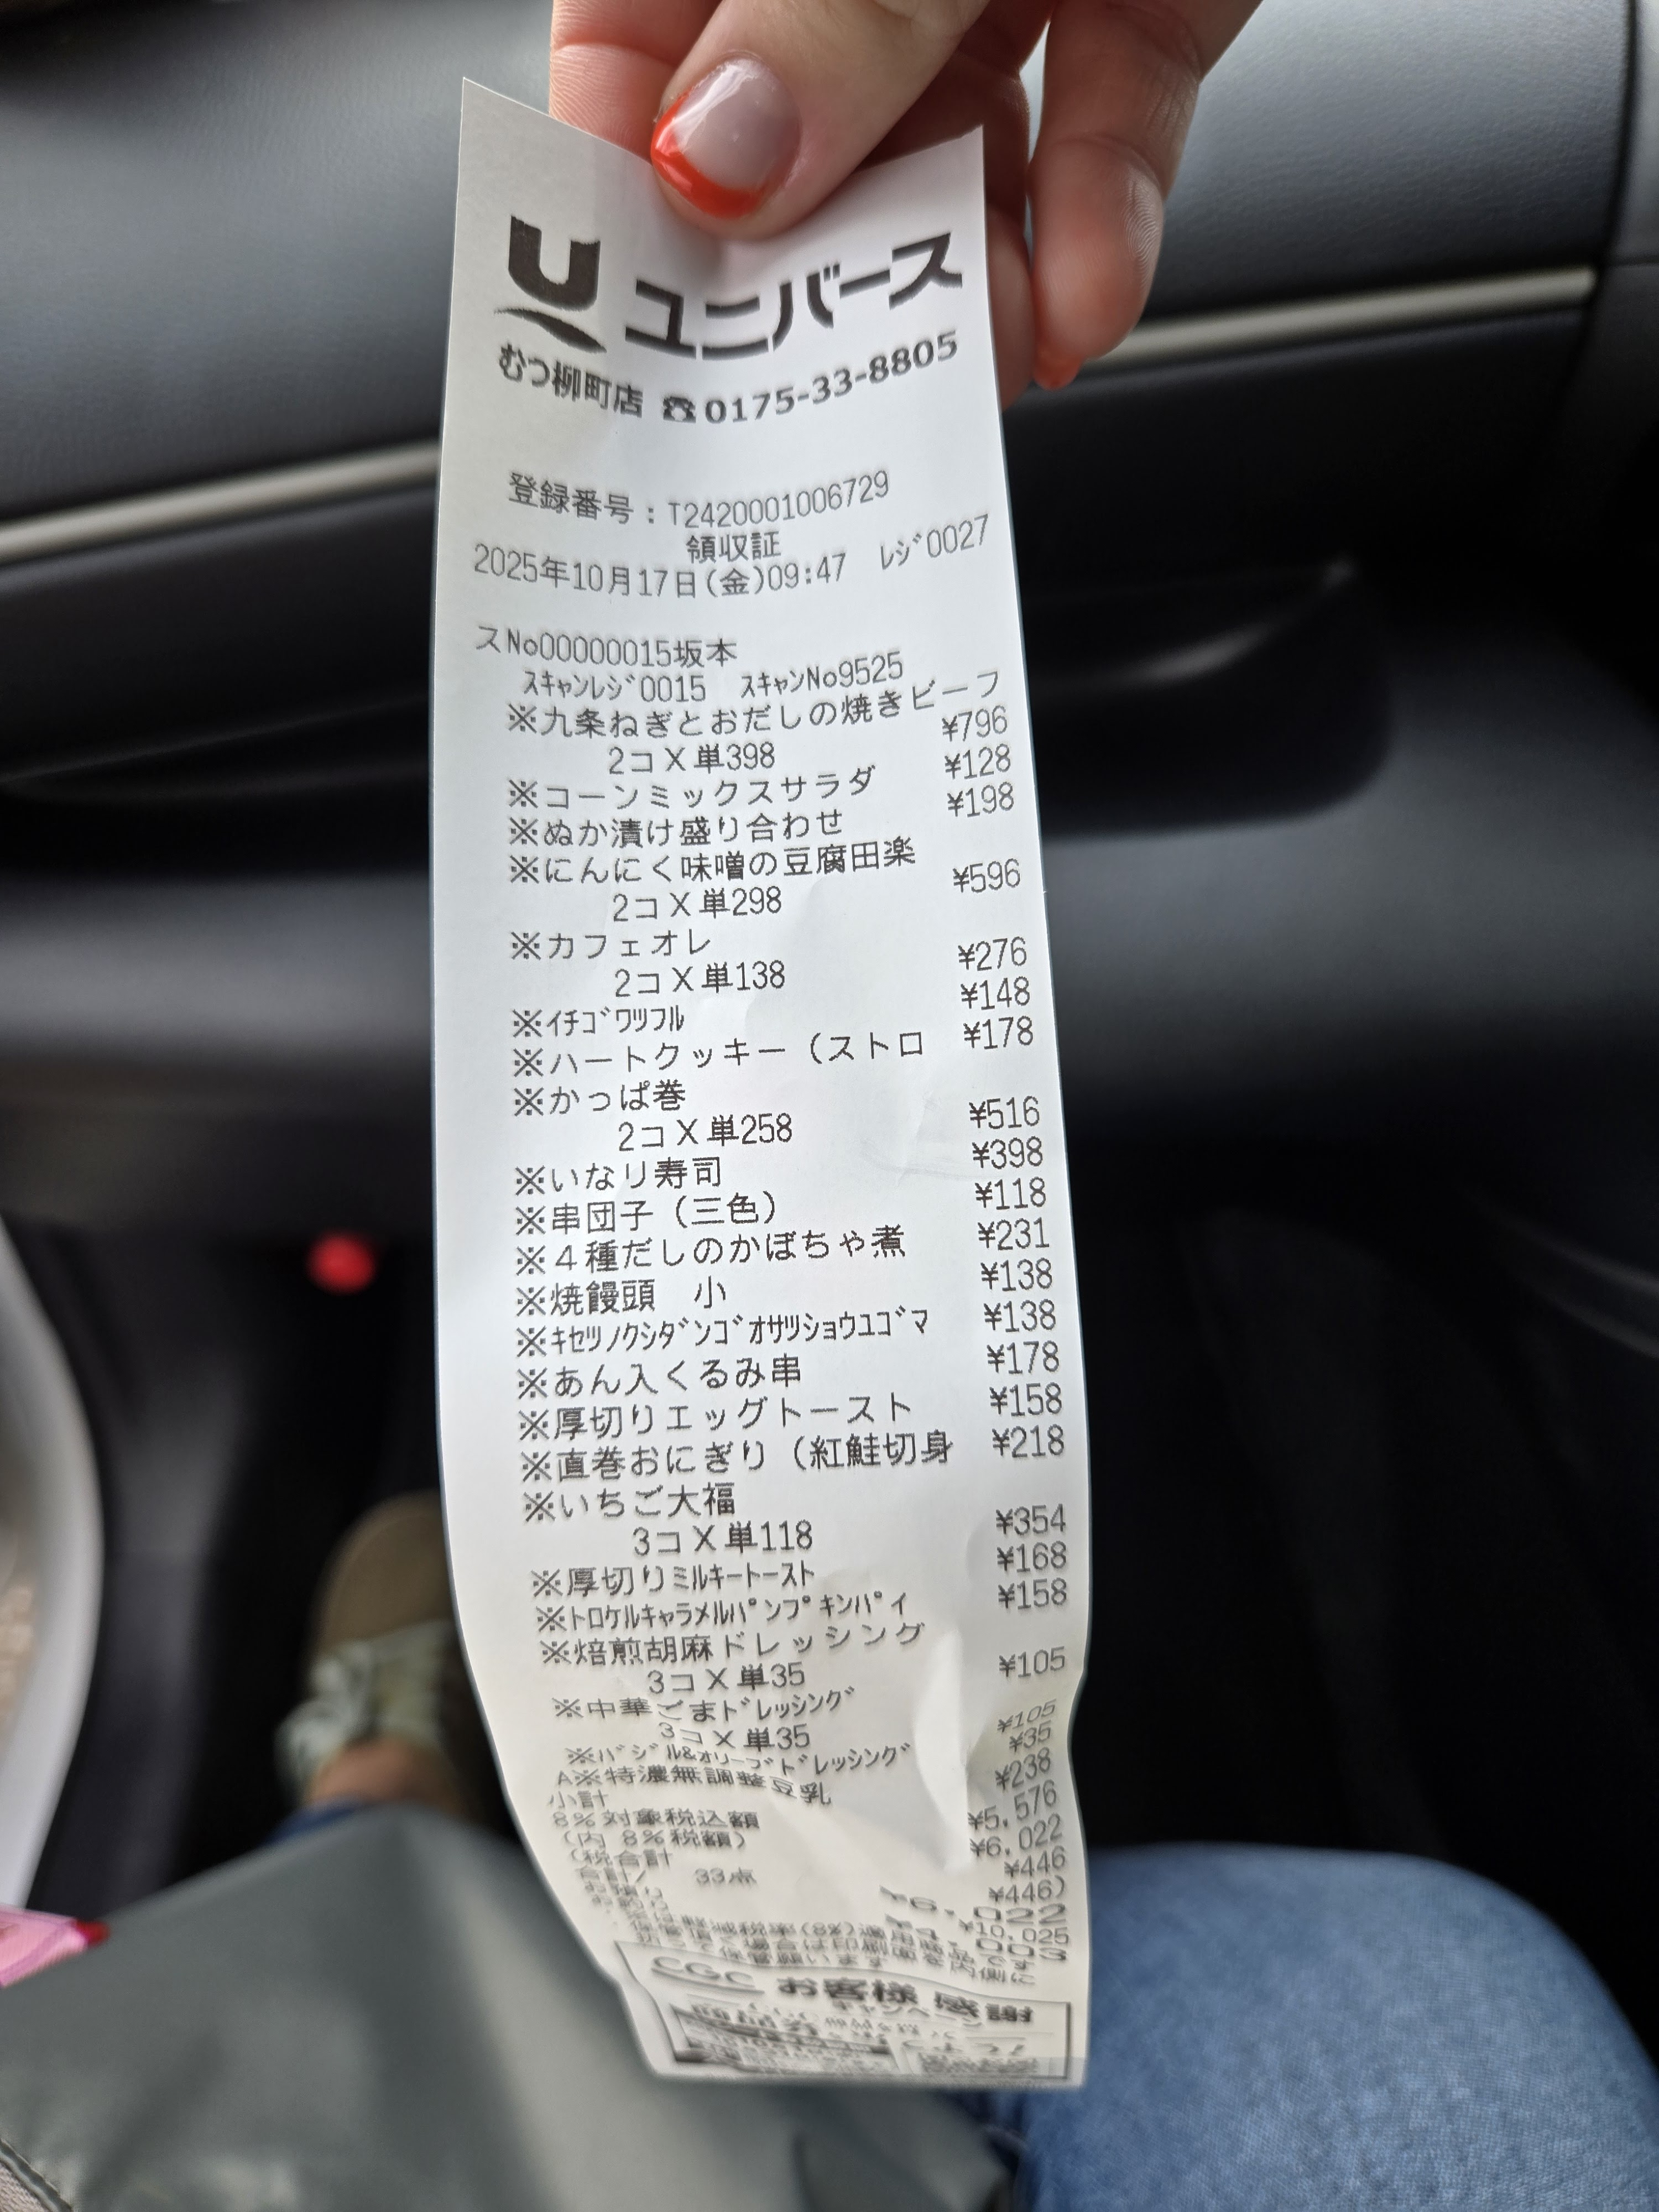 ユニバース
むつ柳町店 ☎0175-33-8805
登録番号：T2420001006729
領収証
2025年10月17日(金)09:47 ﾚｼﾞ0027
スNo00000015坂本
ｽｷｬﾝﾚｼﾞ0015 ｽｷｬﾝNo9525
※九条ねぎとおだしの焼きビーフ
2コX単398 ¥796
※コーンミックスサラダ ¥128
※ぬか漬け盛り合わせ ¥198
※にんにく味噌の豆腐田楽
2コX単298 ¥596
※カフェオレ
2コX単138 ¥276
※ｲﾁｺﾞﾜﾂﾌﾙ ¥148
※ハートクッキー（ストロ ¥178
※かっぱ巻
2コX単258 ¥516
※いなり寿司 ¥398
※串団子（三色） ¥118
※４種だしのかぼちゃ煮 ¥231
※焼饅頭 小 ¥138
※ｷｾﾂﾉｸｼﾀﾞﾝｺﾞｵｻﾂｼｮｳﾕｺﾞﾏ ¥138
※あん入くるみ串 ¥178
※厚切りエッグトースト ¥158
※直巻おにぎり（紅鮭切身 ¥218
※いちご大福
3コX単118 ¥354
※厚切りﾐﾙｷｰﾄｰｽﾄ ¥168
※ﾄﾛｹﾙｷｬﾗﾒﾙﾊﾟﾝﾌﾟｷﾝﾊﾟｲ ¥158
※焙煎胡麻ドレッシング
3コX単35 ¥105
※中華ごまﾄﾞﾚｯｼﾝｸﾞ
3コX単35 ¥105
※ﾊﾞｼﾞﾙ&ｵﾘｰﾌﾞﾄﾞﾚｯｼﾝｸﾞ ¥35
A※特濃無調整豆乳 ¥238
小計 ¥5,576
8%対象税込額 ¥6,022
(内 8%税額) ¥446
(税合計 ¥446)
合計/ 33点 ¥6,022
お預り ¥10,025
お釣り ¥4,003
CGC お客様 感謝